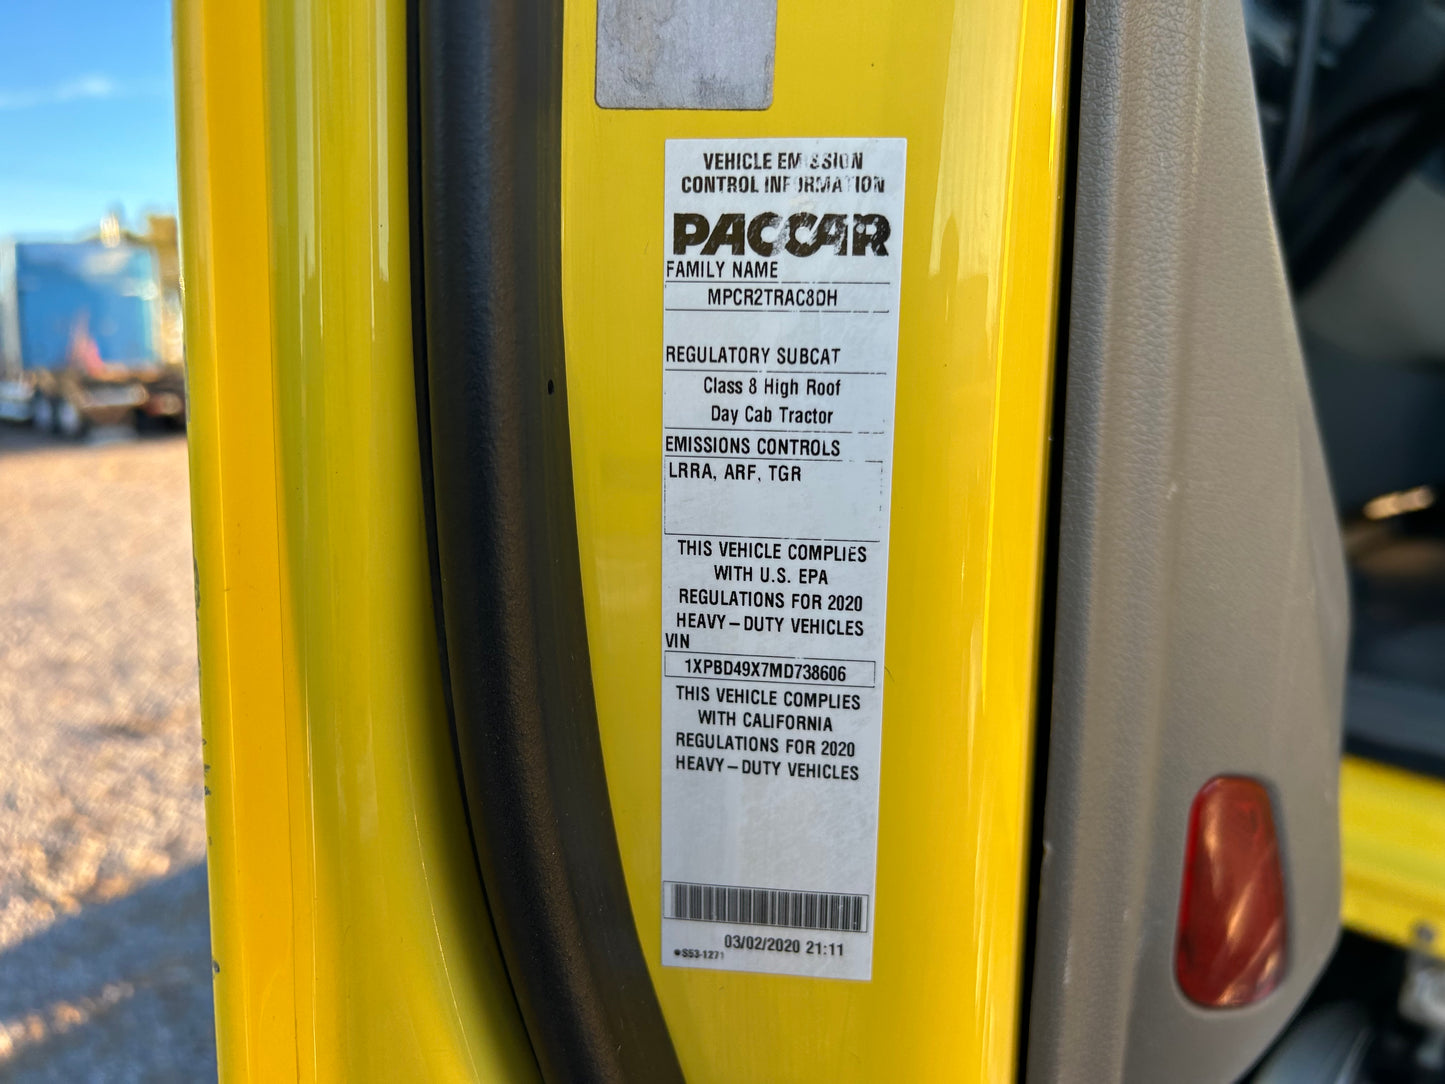 VEHICLE EMISSION
CONTROL INFORMATION
PACCAR
FAMILY NAME
MPCR2TRAC8DH
REGULATORY SUBCAT
Class 8 High Roof
Day Cab Tractor
EMISSIONS CONTROLS
LRRA, ARF, TGR
THIS VEHICLE COMPLIES
WITH U.S. EPA
REGULATIONS FOR 2020
HEAVY-DUTY VEHICLES
VIN
1XPBD49X7MD738606
THIS VEHICLE COMPLIES
WITH CALIFORNIA
REGULATIONS FOR 2020
HEAVY-DUTY VEHICLES
03/02/2020 21:11
S53-1271